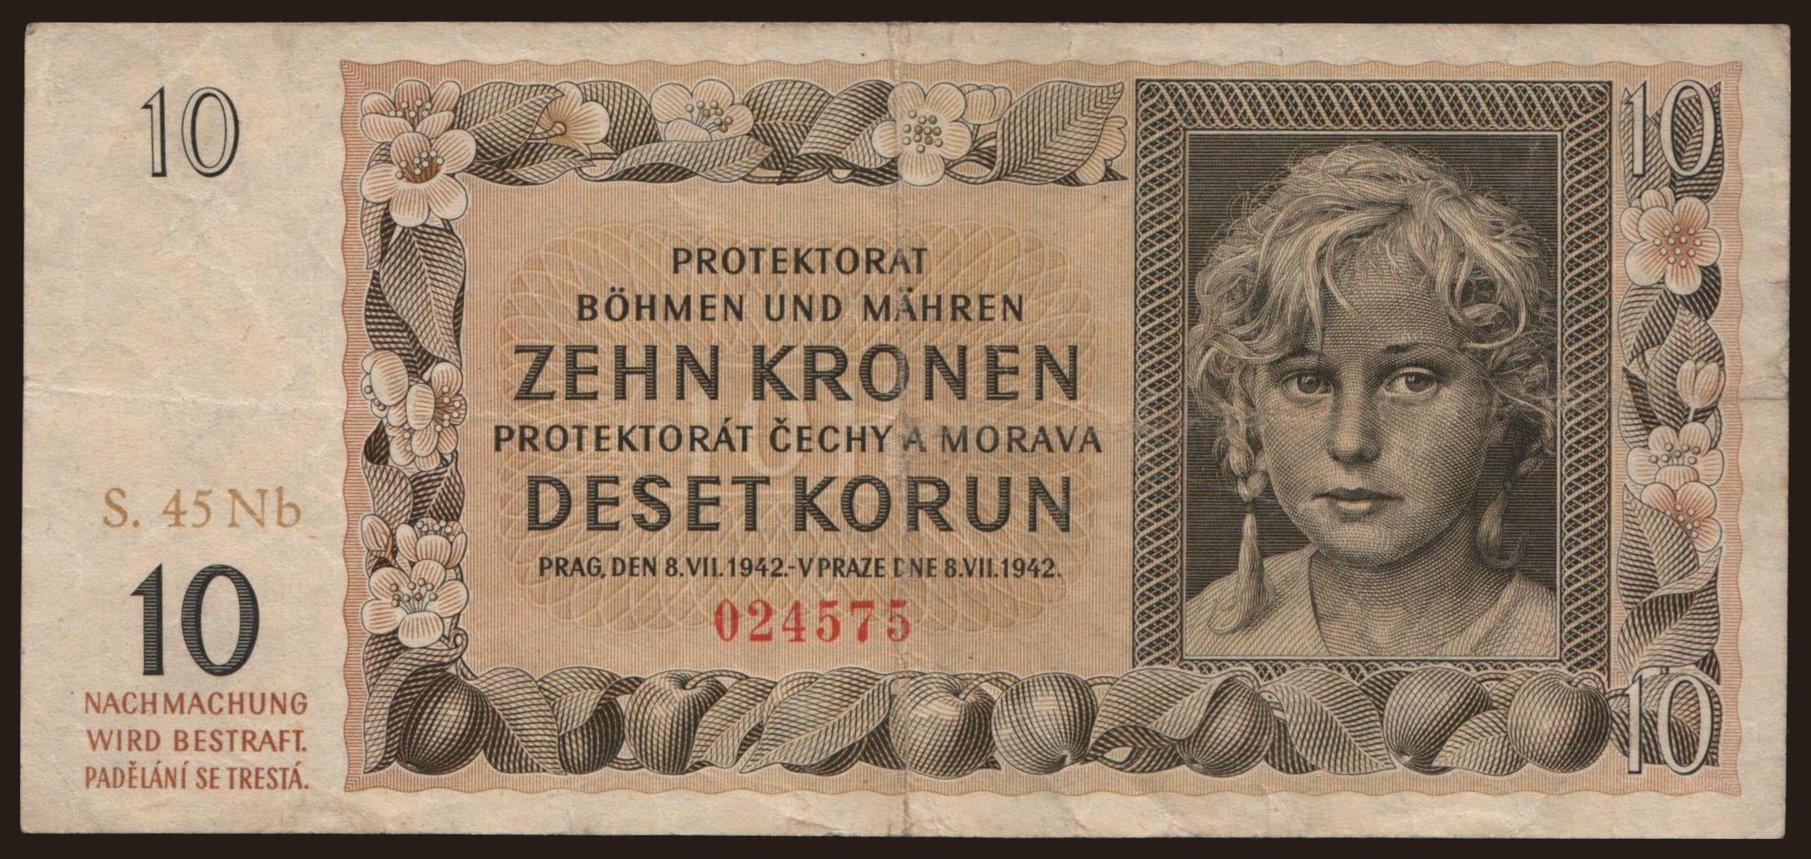 10
S. 45 Nb
10
NACHMACHUNG
WIRD BESTRAFT.
PADĚLÁNÍ SE TRESTÁ.
PROTEKTORAT
BÖHMEN UND MÄHREN
ZEHN KRONEN
PROTEKTORÁT ČECHY A MORAVA
DESET KORUN
PRAG, DEN 8.VII.1942.-V PRAZE DNE 8.VII.1942.
024575
10
10